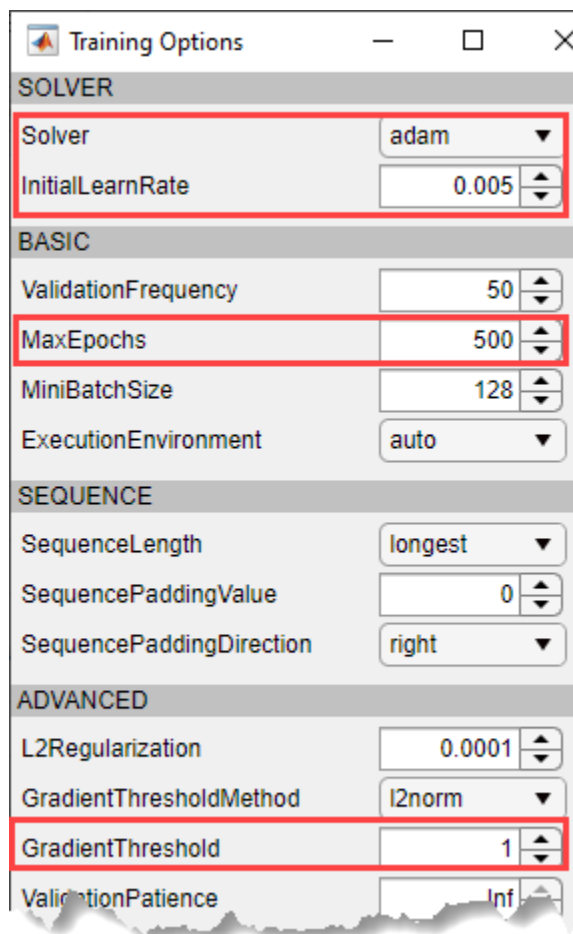 Training Options
SOLVER
Solver adam
InitialLearnRate 0.005
BASIC
ValidationFrequency 50
MaxEpochs 500
MiniBatchSize 128
ExecutionEnvironment auto
SEQUENCE
SequenceLength longest
SequencePaddingValue 0
SequencePaddingDirection right
ADVANCED
L2Regularization 0.0001
GradientThresholdMethod l2norm
GradientThreshold 1
ValidationPatience Inf